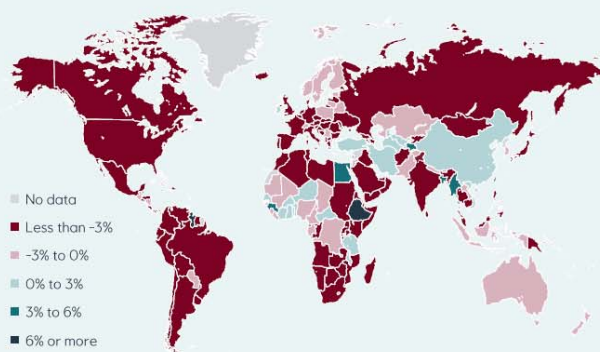 No data
Less than -3%
-3% to 0%
0% to 3%
3% to 6%
6% or more